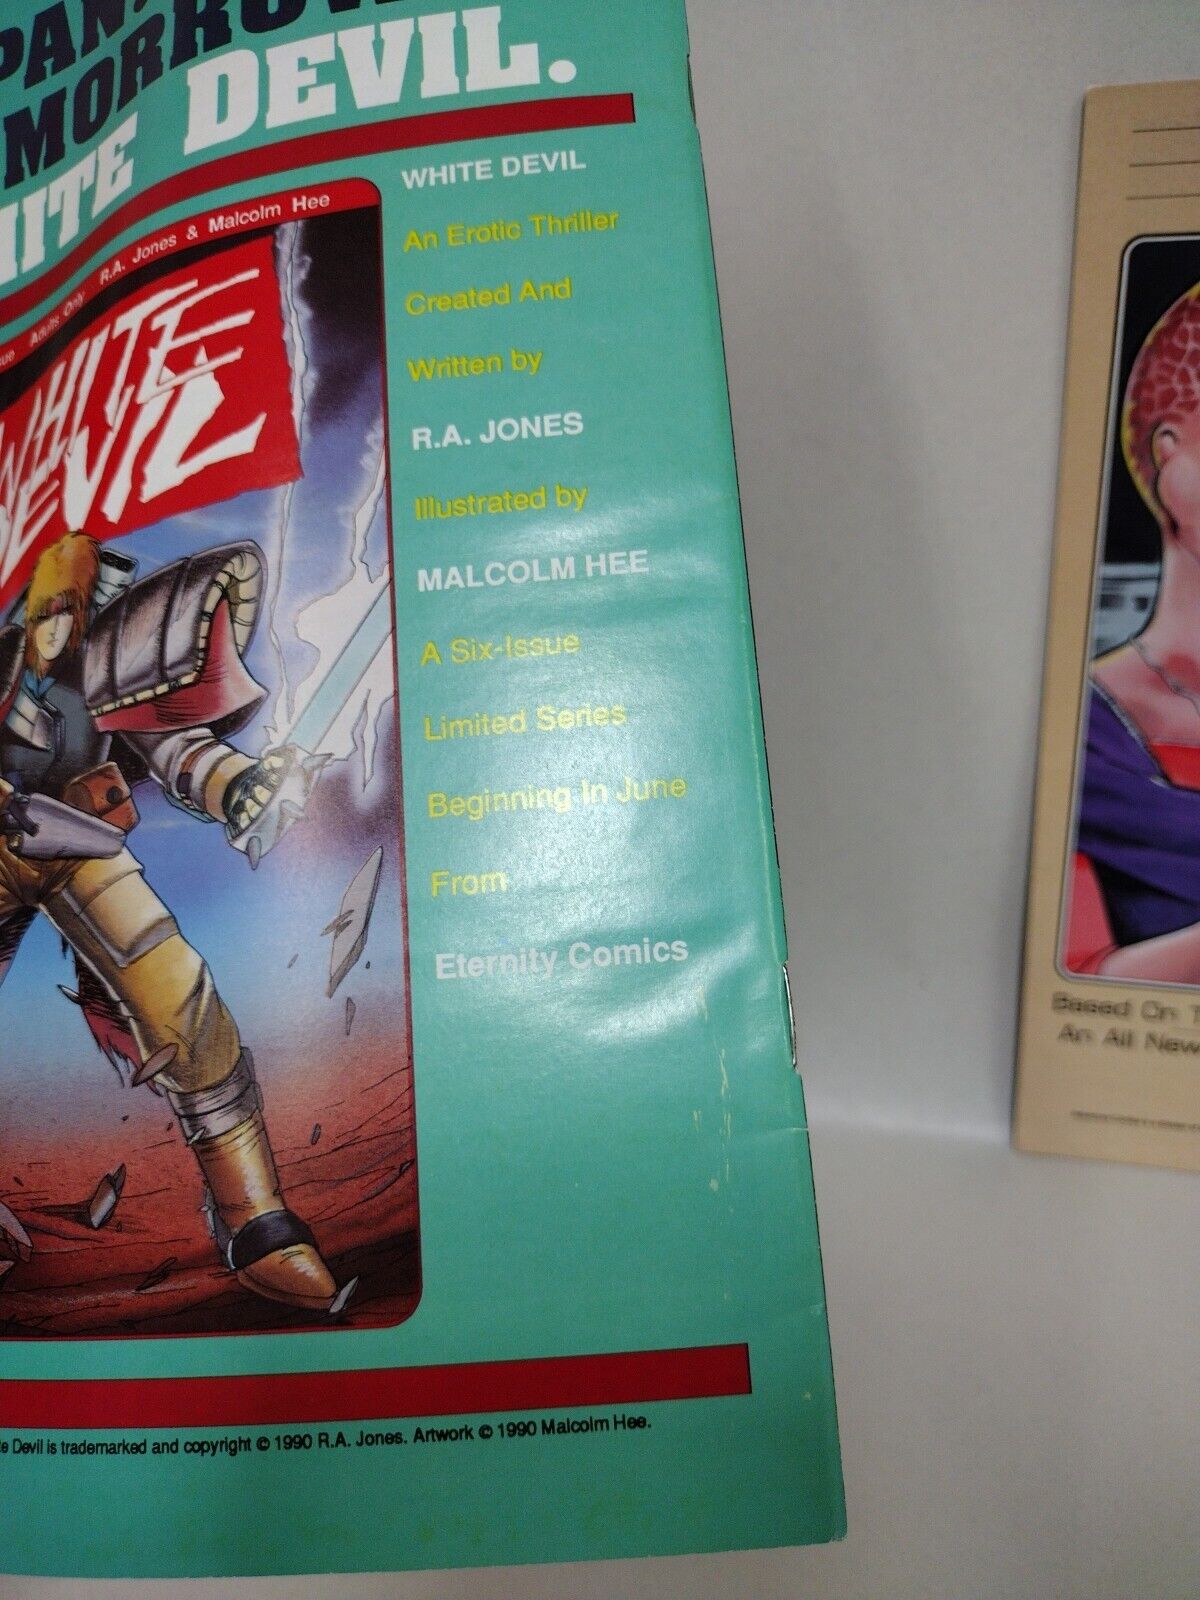 DEVIL.
WHITE DEVIL
An Erotic Thriller
Created And
Written by
R.A. JONES
Illustrated by
MALCOLM HEE
A Six-Issue
Limited Series
Beginning In June
From
Eternity Comics
Adults Only R.A. Jones & Malcolm Hee
WHITE
DEVIL
Devil is trademarked and copyright © 1990 R.A. Jones. Artwork © 1990 Malcolm Hee.
Based On
An All New